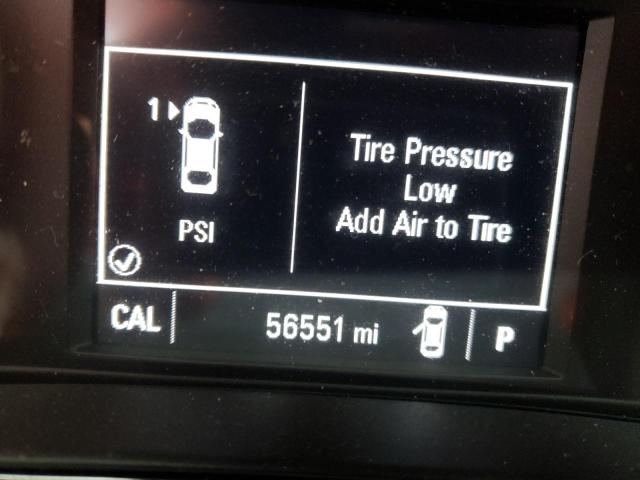 1
PSI
Tire Pressure
Low
Add Air to Tire
CAL
56551 mi
P